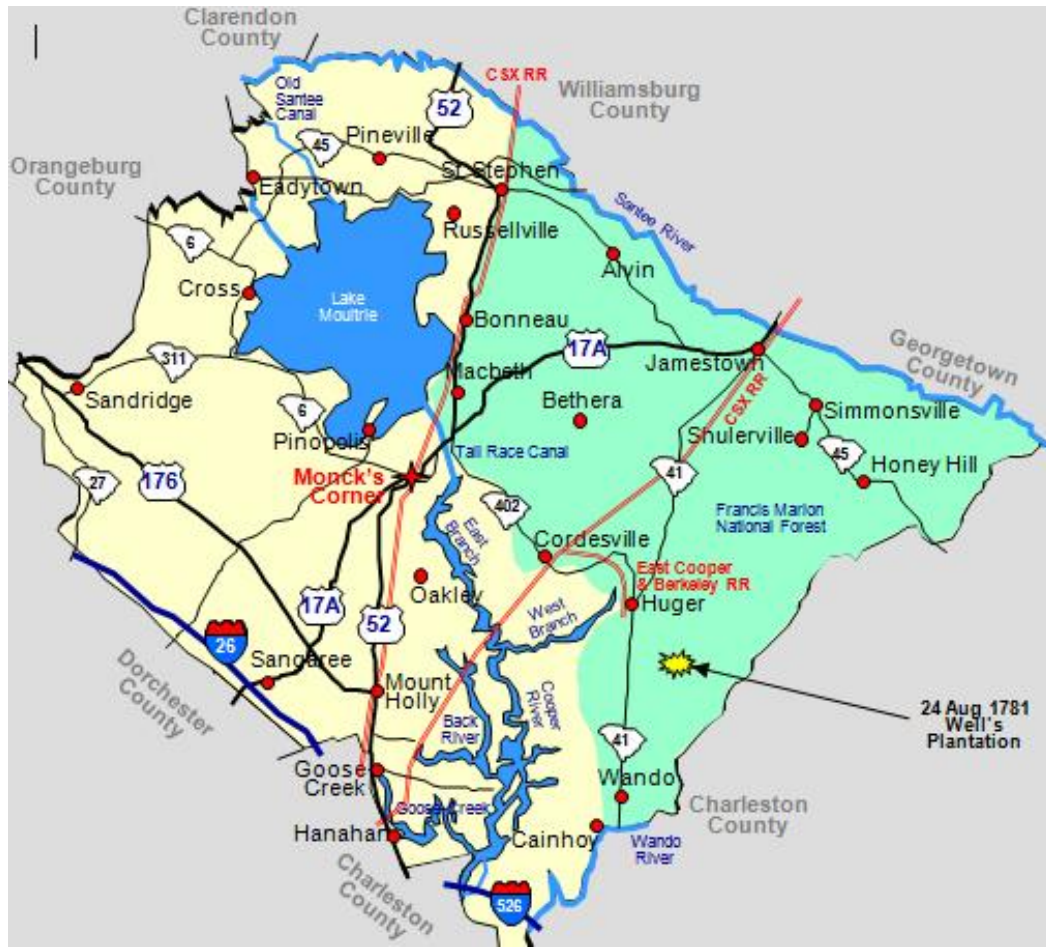 Clarendon
County
CSX RR
Williamsburg
County
Old
Santee
Canal
52
45
Pineville
Orangeburg
County
Eadytown
St. Stephen
Santee River
Russellville
6
Alvin
Cross
Lake
Moultrie
Bonneau
17A
Jamestown
Georgetown
County
311
Macbeth
CSX RR
Sandridge
Bethera
Simmonsville
6
Pinopolis
Shulerville
Tail Race Canal
45
Honey Hill
Monck's
Corner
41
27
176
402
Francis Marion
National Forest
East
Branch
Cordesville
East Cooper
& Berkeley RR
Oakley
Huger
17A
52
West
Branch
26
Sangaree
Dorchester
County
Mount
Holly
Cooper
River
24 Aug 1781
Well's
Plantation
Back
River
41
Goose
Creek
Wando
Goose Creek
Charleston
County
Hanahan
Cainhoy
Wando
River
Charleston
County
526